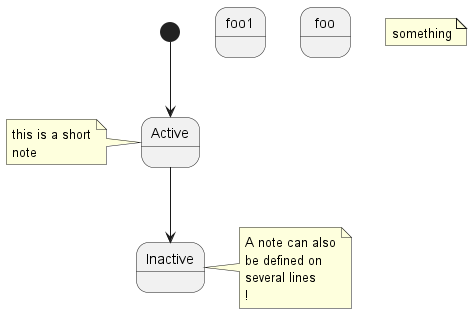 foo1
foo
something
this is a short
note
Active
A note can also
be defined on
several lines
!
Inactive